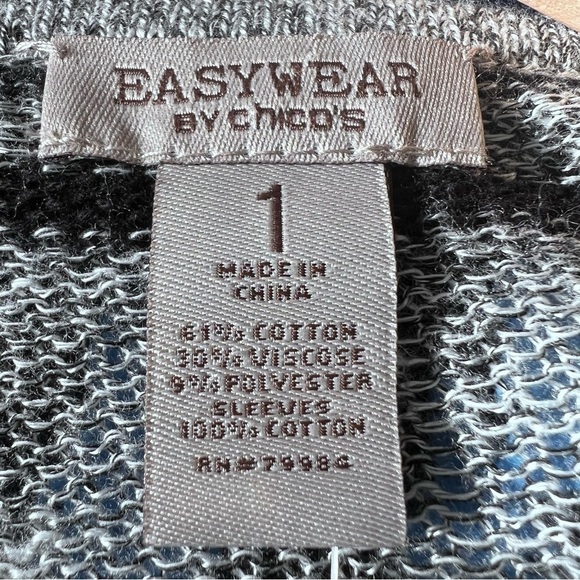 EASYWEAR
BY CHICO'S
1
MADE IN
CHINA
61% COTTON
30% VISCOSE
9% POLYESTER
SLEEVES
100% COTTON
RN#79984